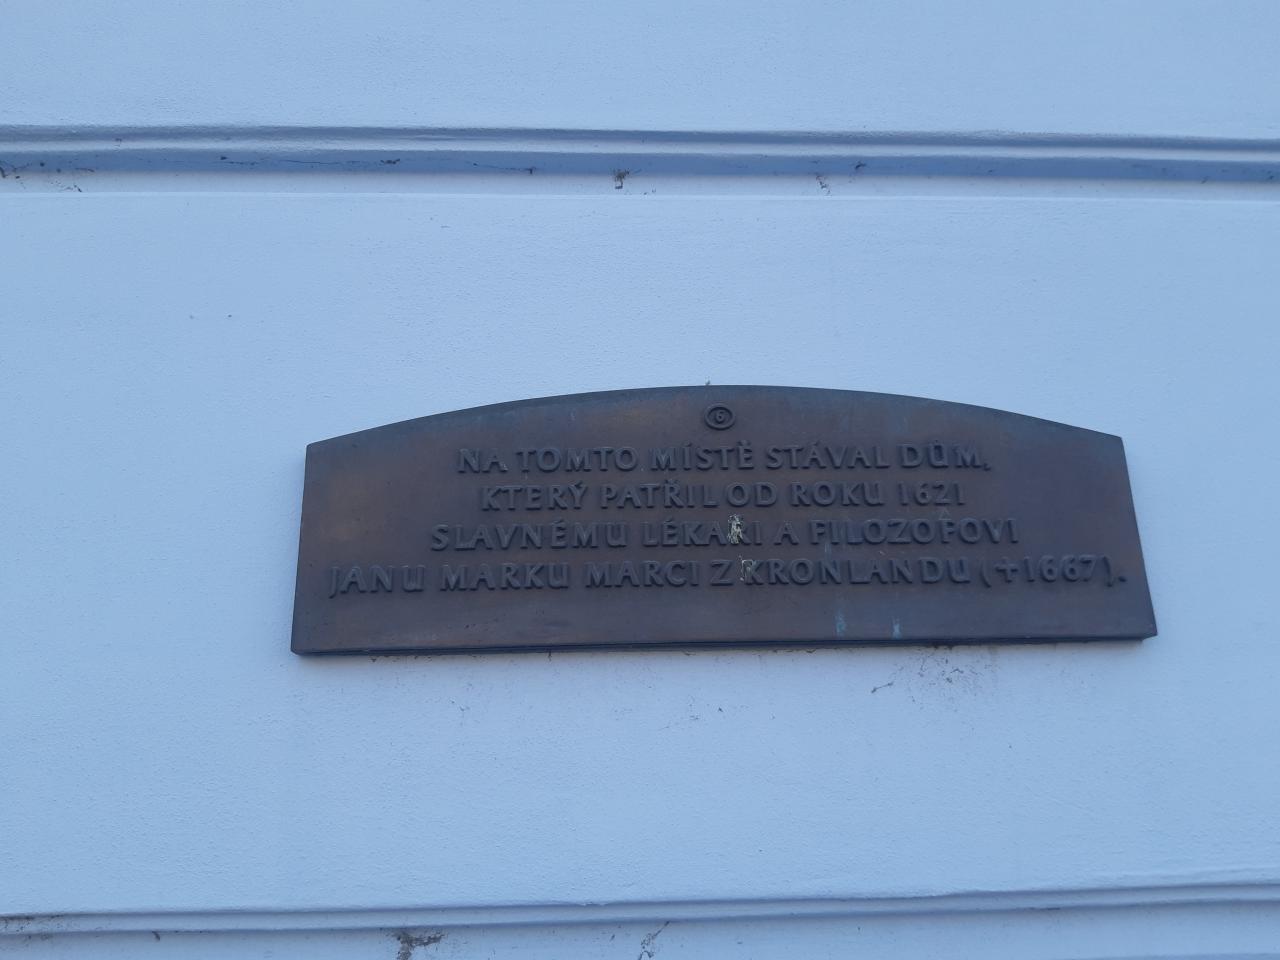 6
NA TOMTO MÍSTĚ STÁVAL DŮM,
KTERÝ PATŘIL OD ROKU 1621
SLAVNÉMU LÉKAŘI A FILOZOFOVI
JANU MARKU MARCI Z KRONLANDU (+1667).